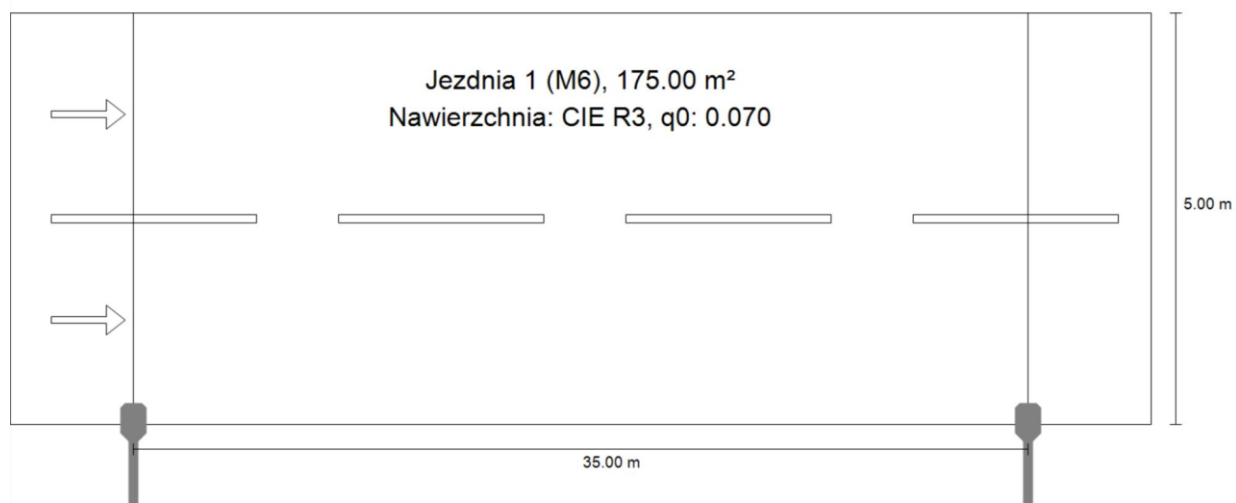 Jezdnia 1 (M6), 175.00 m²
Nawierzchnia: CIE R3, q0: 0.070
5.00 m
35.00 m